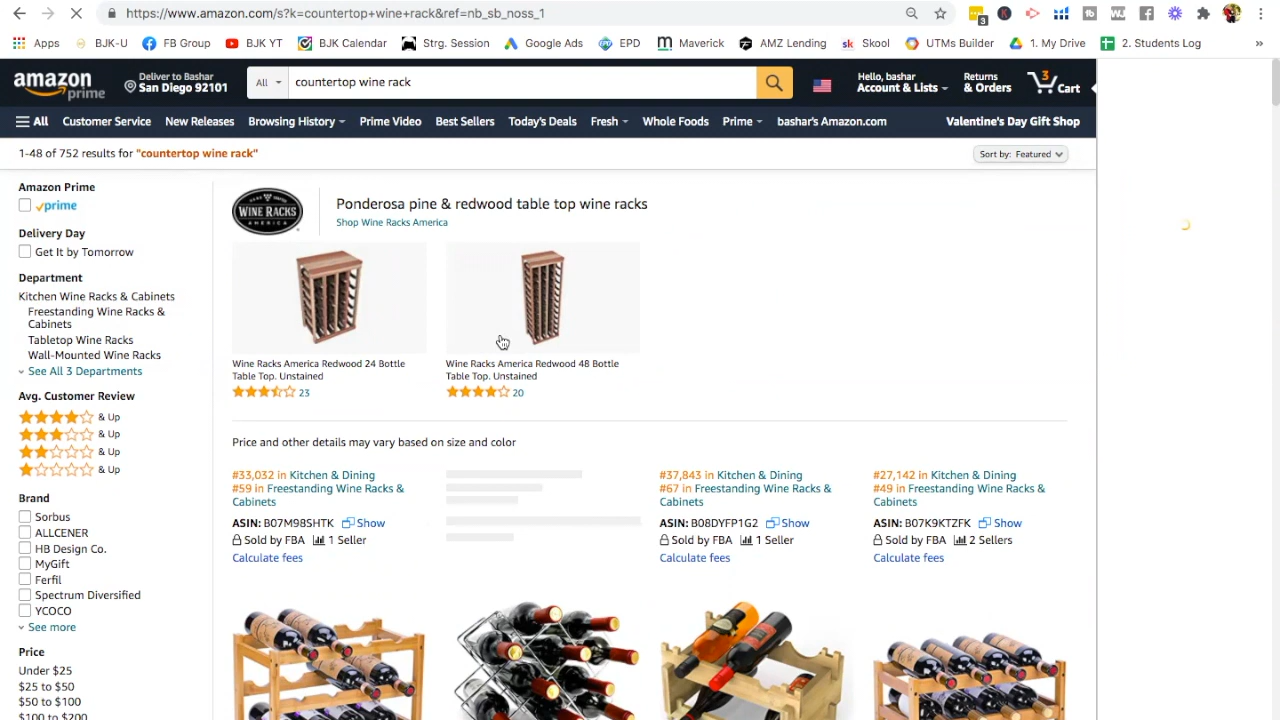 https://www.amazon.com/s?k=countertop+wine+rack&ref=nb_sb_noss_1
3
Apps BJK-U FB Group BJK YT BJK Calendar Strg. Session Google Ads EPD Maverick AMZ Lending Skool UTMs Builder 1. My Drive 2. Students Log »
amazon prime
Deliver to Bashar
San Diego 92101
All
countertop wine rack
Hello, bashar
Account & Lists
Returns
& Orders
3
Cart
All Customer Service New Releases Browsing History Prime Video Best Sellers Today's Deals Fresh Whole Foods Prime bashar's Amazon.com Valentine's Day Gift Shop
1-48 of 752 results for "countertop wine rack"
Sort by: Featured
Amazon Prime
prime
Delivery Day
Get It by Tomorrow
Department
Kitchen Wine Racks & Cabinets
Freestanding Wine Racks &
Cabinets
Tabletop Wine Racks
Wall-Mounted Wine Racks
See All 3 Departments
Avg. Customer Review
& Up
& Up
& Up
& Up
Brand
Sorbus
ALLCENER
HB Design Co.
MyGift
Ferfil
Spectrum Diversified
YCOCO
See more
Price
Under $25
$25 to $50
$50 to $100
$100 to $200
WINE RACKS
AMERICA
Ponderosa pine & redwood table top wine racks
Shop Wine Racks America
Wine Racks America Redwood 24 Bottle
Table Top. Unstained
23
Wine Racks America Redwood 48 Bottle
Table Top. Unstained
20
Price and other details may vary based on size and color
#33,032 in Kitchen & Dining
#59 in Freestanding Wine Racks &
Cabinets
ASIN: B07M98SHTK Show
Sold by FBA 1 Seller
Calculate fees
#37,843 in Kitchen & Dining
#67 in Freestanding Wine Racks &
Cabinets
ASIN: B08DYFP1G2 Show
Sold by FBA 1 Seller
Calculate fees
#27,142 in Kitchen & Dining
#49 in Freestanding Wine Racks &
Cabinets
ASIN: B07K9KTZFK Show
Sold by FBA 2 Sellers
Calculate fees